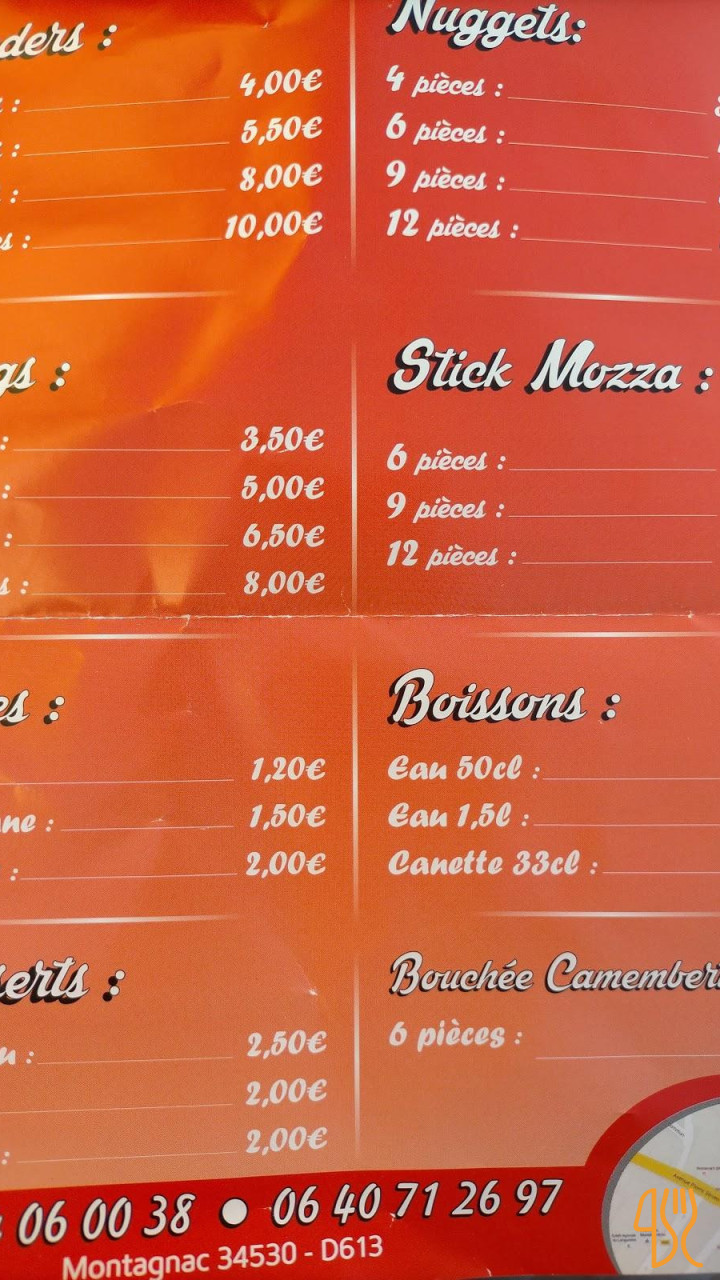 ders :
: 4,00€
: 5,50€
: 8,00€
s : 10,00€
gs :
: 3,50€
: 5,00€
: 6,50€
s : 8,00€
es :
1,20€
ne : 1,50€
: 2,00€
serts :
n : 2,50€
2,00€
: 2,00€
Nuggets:
4 pièces :
6 pièces :
9 pièces :
12 pièces :
Stick Mozza :
6 pièces :
9 pièces :
12 pièces :
Boissons :
Eau 50cl :
Eau 1,5l :
Canette 33cl :
Bouchée Camembert
6 pièces :
06 00 38 ● 06 40 71 26 97
Montagnac 34530 - D613